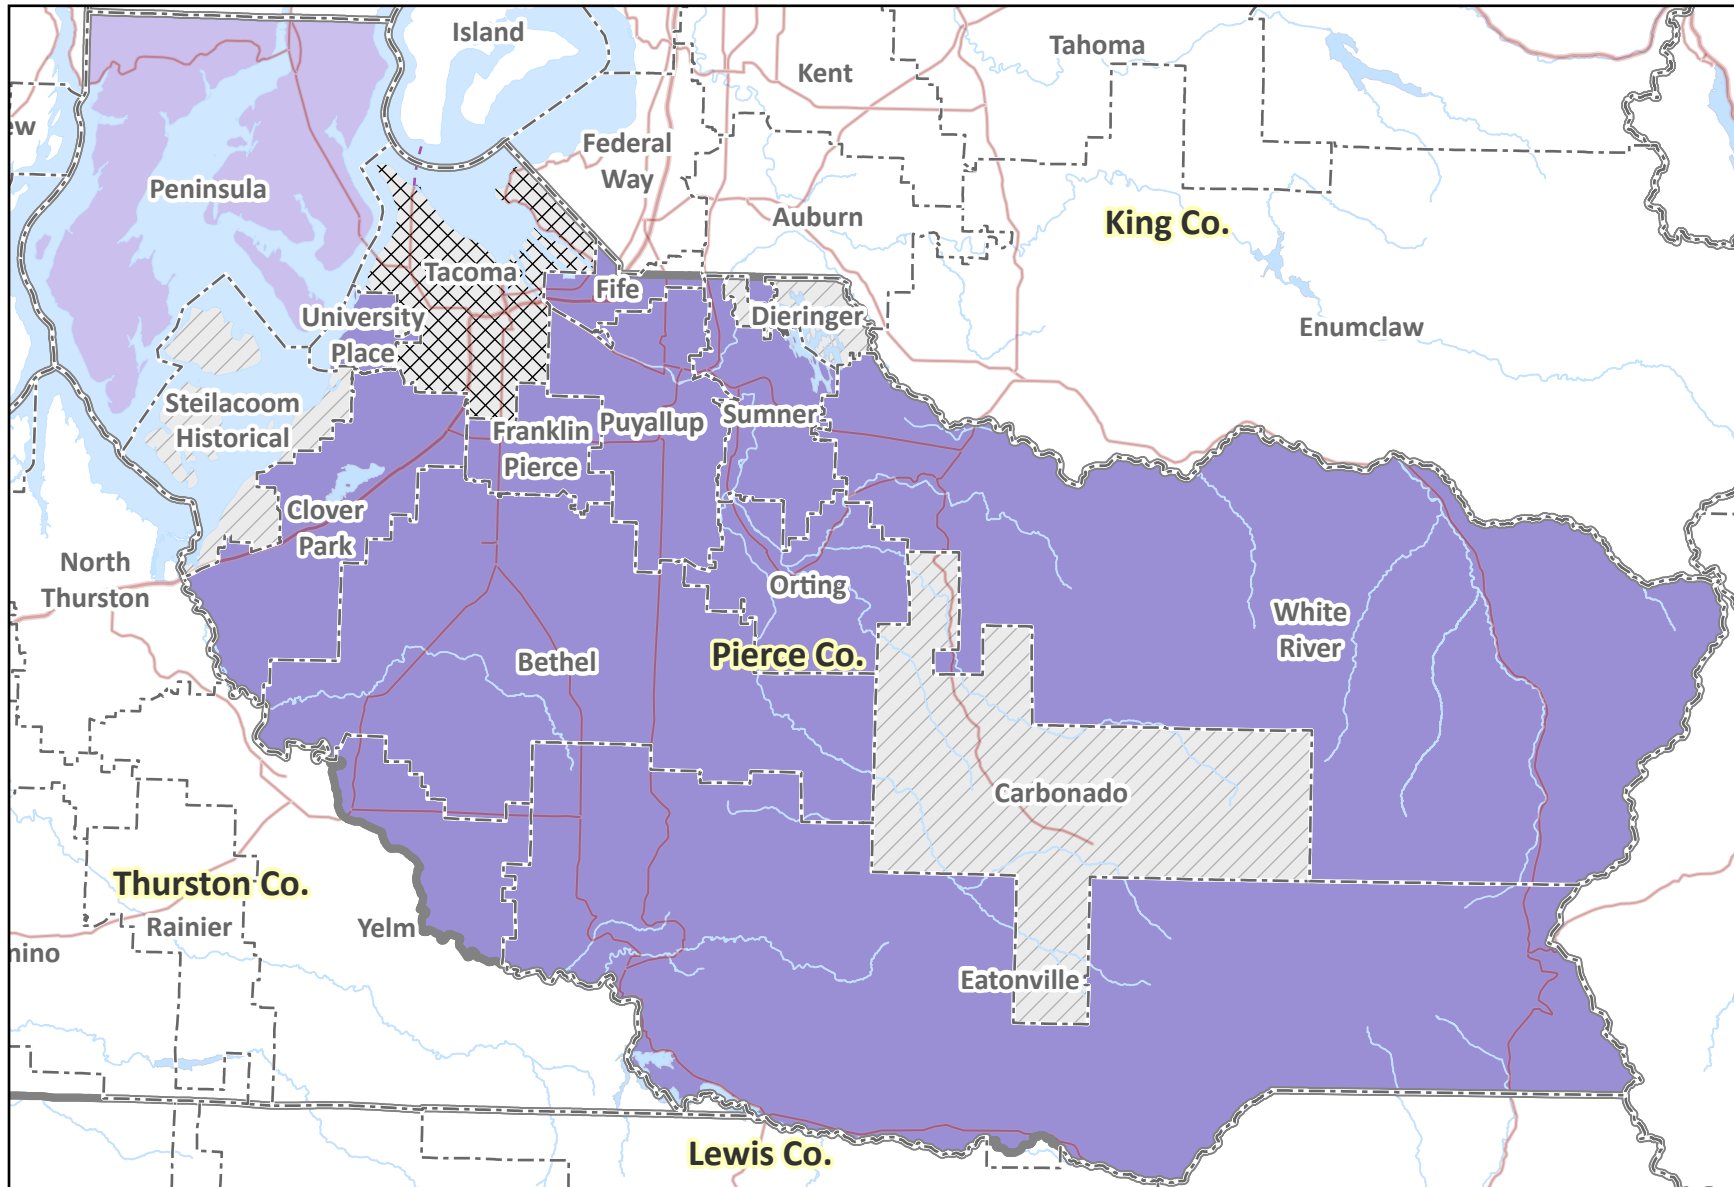 Island
Tahoma
Kent
ew
Federal
Way
Peninsula
Auburn
King Co.
Tacoma
Fife
University
Place
Dieringer
Enumclaw
Steilacoom
Historical
Sumner
Puyallup
Franklin
Pierce
Clover
Park
North
Thurston
Orting
White
River
Pierce Co.
Bethel
Carbonado
Thurston Co.
Rainier
Yelm
nino
Eatonville
Lewis Co.